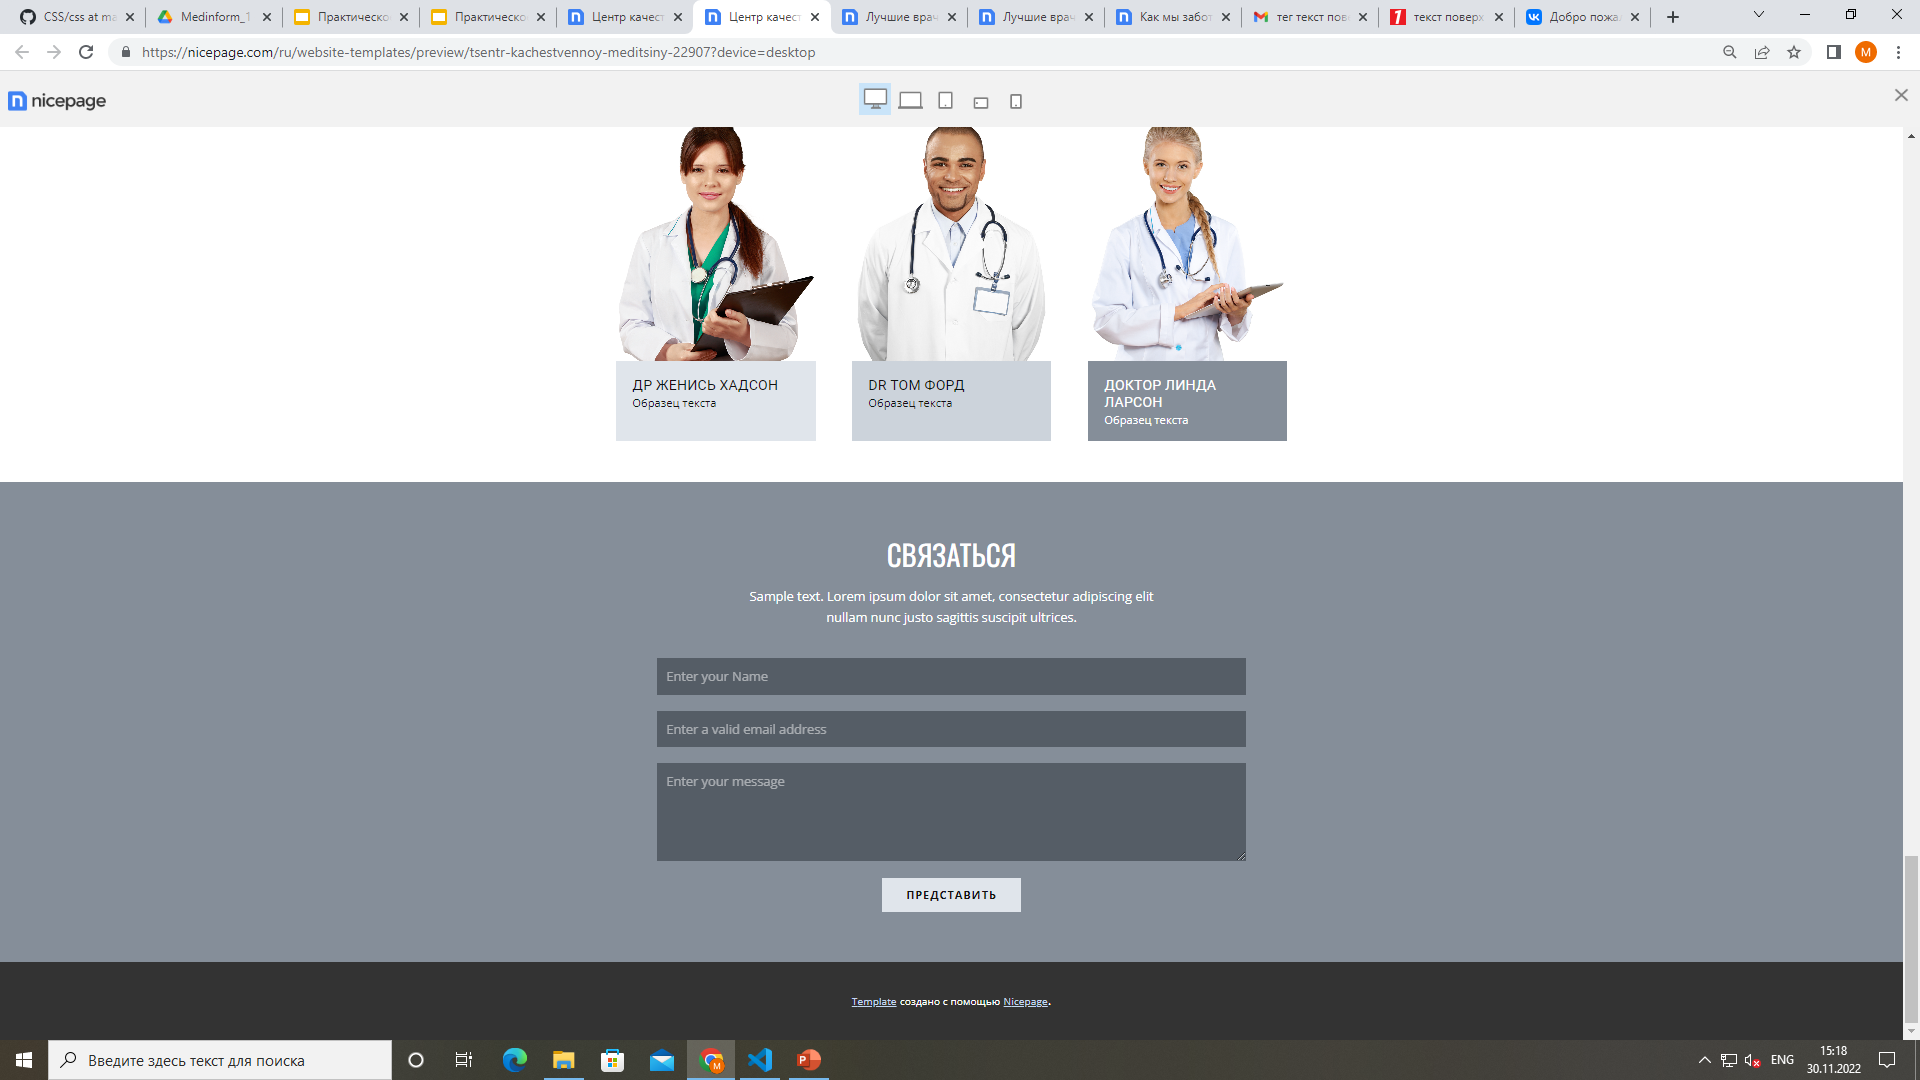 CSS/css at ma
Medinform_1
Практическо
Практическо
Центр качест
Центр качест
Лучшие врач
Лучшие врач
Как мы забот
тег текст пов
текст поверх
Добро пожа
https://nicepage.com/ru/website-templates/preview/tsentr-kachestvennoy-meditsiny-22907?device=desktop
M
nicepage
ДР ЖЕНИСЬ ХАДСОН
Образец текста
DR ТОМ ФОРД
Образец текста
ДОКТОР ЛИНДА
ЛАРСОН
Образец текста
СВЯЗАТЬСЯ
Sample text. Lorem ipsum dolor sit amet, consectetur adipiscing elit
nullam nunc justo sagittis suscipit ultrices.
Enter your Name
Enter a valid email address
Enter your message
ПРЕДСТАВИТЬ
Template создано с помощью Nicepage.
Введите здесь текст для поиска
ENG
15:18
30.11.2022